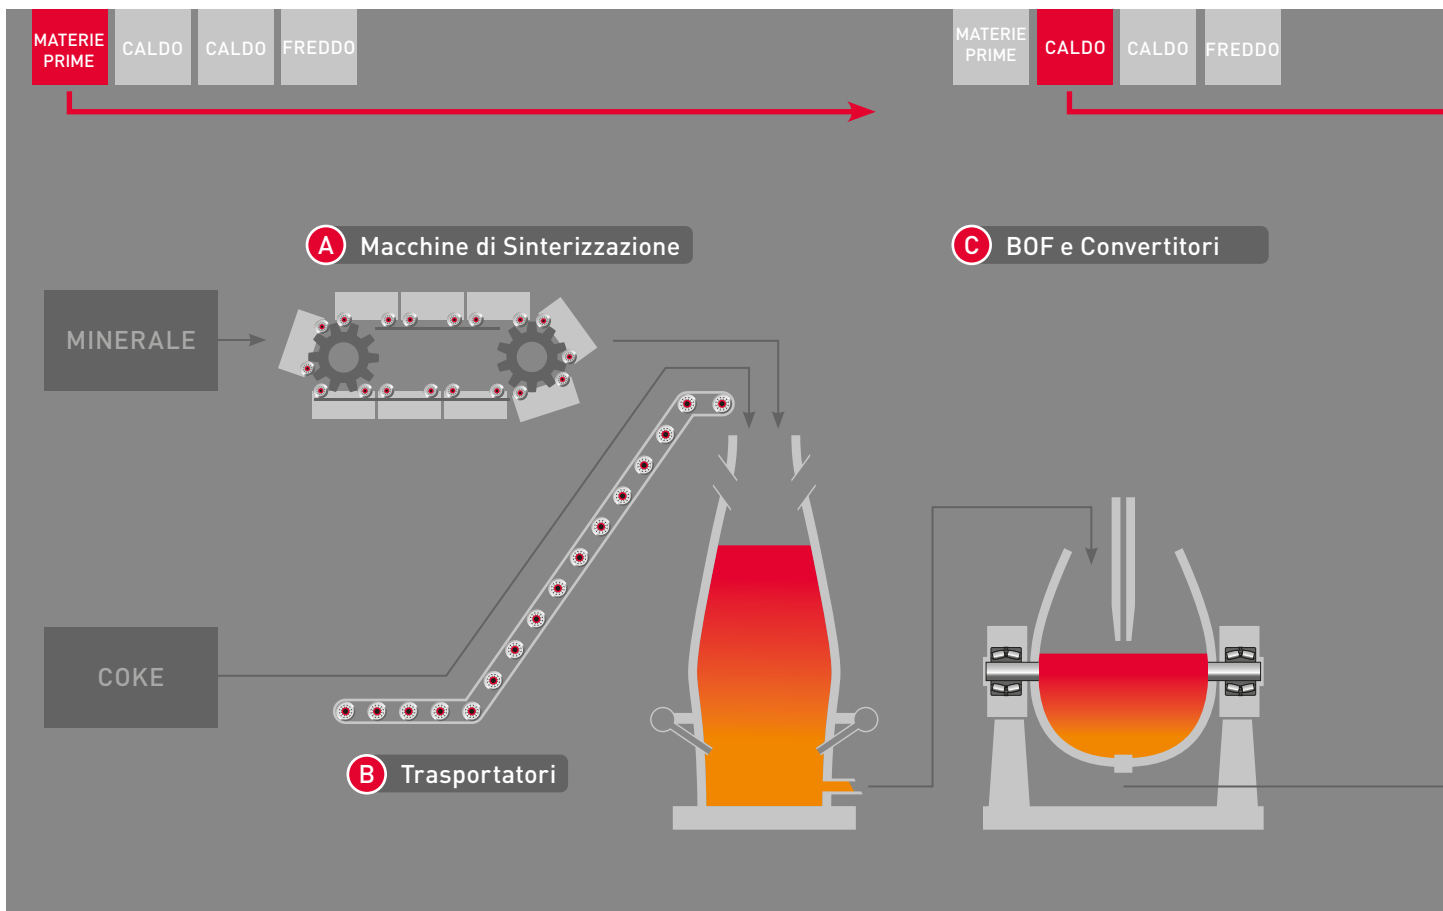 MATERIE
PRIME
CALDO
CALDO
FREDDO
MATERIE
PRIME
CALDO
CALDO
FREDDO
A Macchine di Sinterizzazione
C BOF e Convertitori
MINERALE
COKE
B Trasportatori